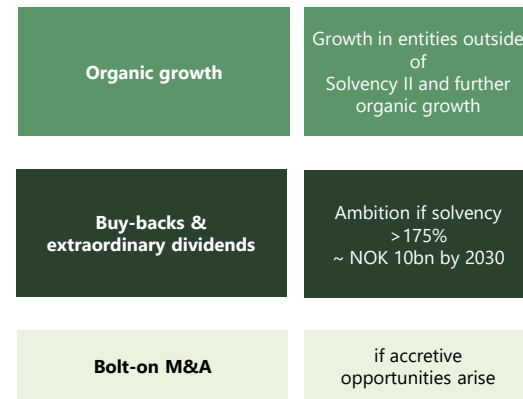 Organic growth
Growth in entities outside
of
Solvency II and further
organic growth
Buy-backs &
extraordinary dividends
Ambition if solvency
>175%
~ NOK 10bn by 2030
Bolt-on M&A
if accretive
opportunities arise